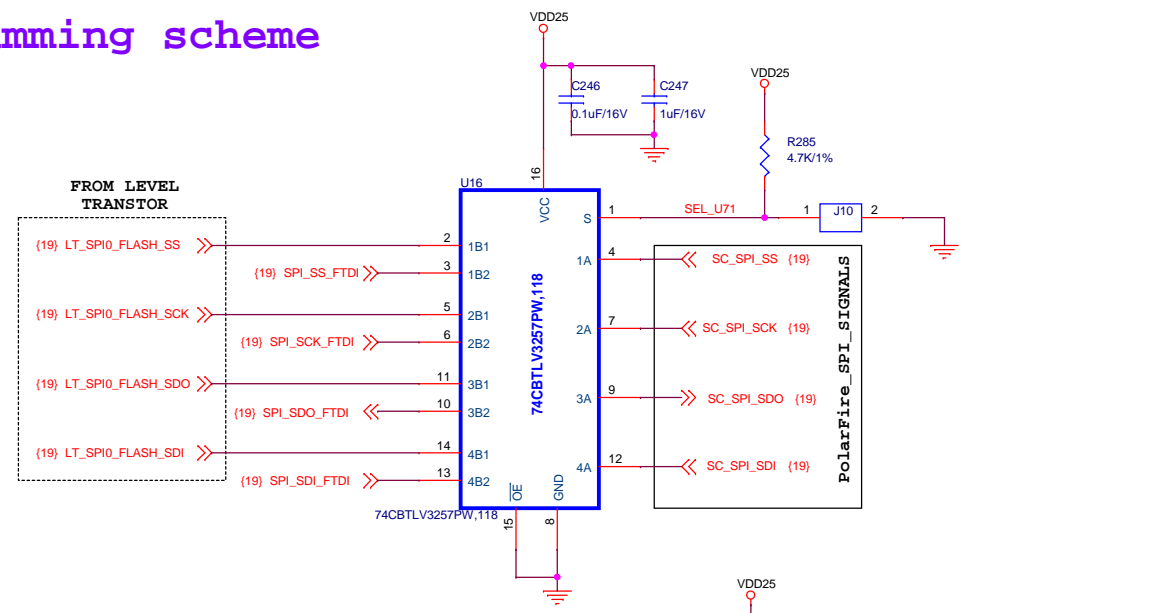 mming scheme
VDD25
C246
0.1uF/16V
C247
1uF/16V
VDD25
R285
4.7K/1%
FROM LEVEL
TRANSTOR
U16
16
VCC
S
1
SEL_U71
1
J10
2
{19} LT_SPI0_FLASH_SS
2
1B1
{19} SPI_SS_FTDI
3
1B2
1A
4
SC_SPI_SS {19}
{19} LT_SPI0_FLASH_SCK
5
2B1
{19} SPI_SCK_FTDI
6
2B2
2A
7
SC_SPI_SCK {19}
{19} LT_SPI0_FLASH_SDO
11
3B1
{19} SPI_SDO_FTDI
10
3B2
3A
9
SC_SPI_SDO {19}
{19} LT_SPI0_FLASH_SDI
14
4B1
{19} SPI_SDI_FTDI
13
4B2
4A
12
SC_SPI_SDI {19}
74CBTLV3257PW,118
PolarFire_SPI_SIGNALS
OE
GND
74CBTLV3257PW,118
15
8
VDD25